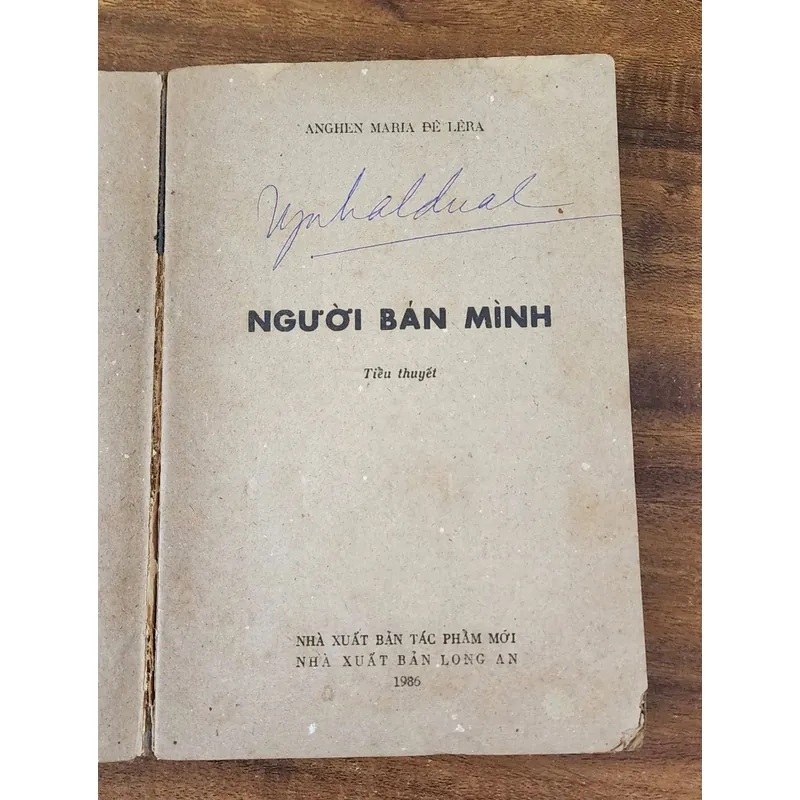 ANGHEN MARIA ĐÊ LÊRA
NGƯỜI BÁN MÌNH
Tiểu thuyết
NHÀ XUẤT BẢN TÁC PHẨM MỚI
NHÀ XUẤT BẢN LONG AN
1986